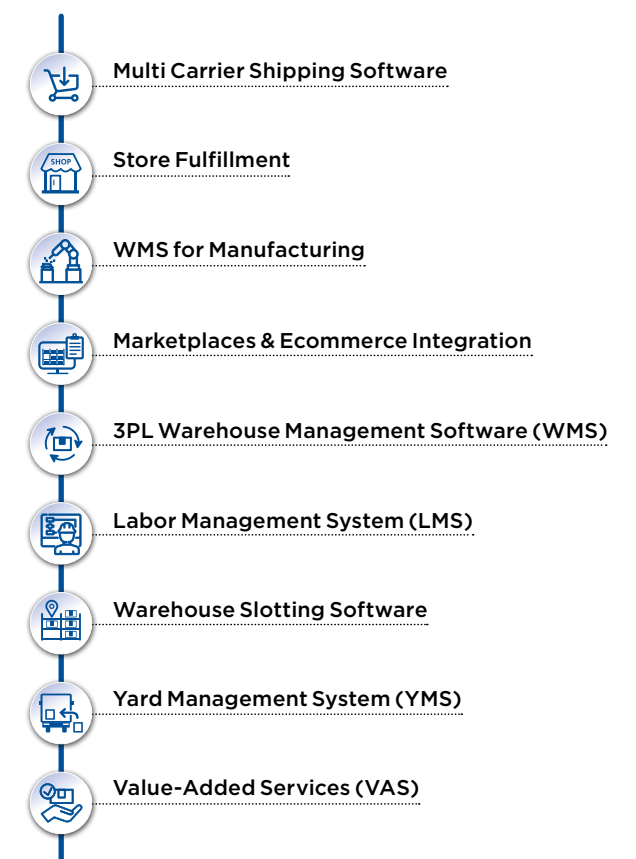 Multi Carrier Shipping Software
SHOP
Store Fulfillment
WMS for Manufacturing
Marketplaces & Ecommerce Integration
3PL Warehouse Management Software (WMS)
Labor Management System (LMS)
Warehouse Slotting Software
Yard Management System (YMS)
Value-Added Services (VAS)